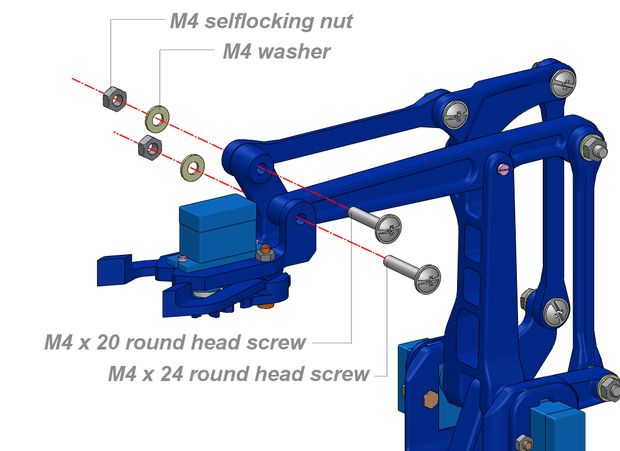 M4 selflocking nut
M4 washer
M4 x 20 round head screw
M4 x 24 round head screw